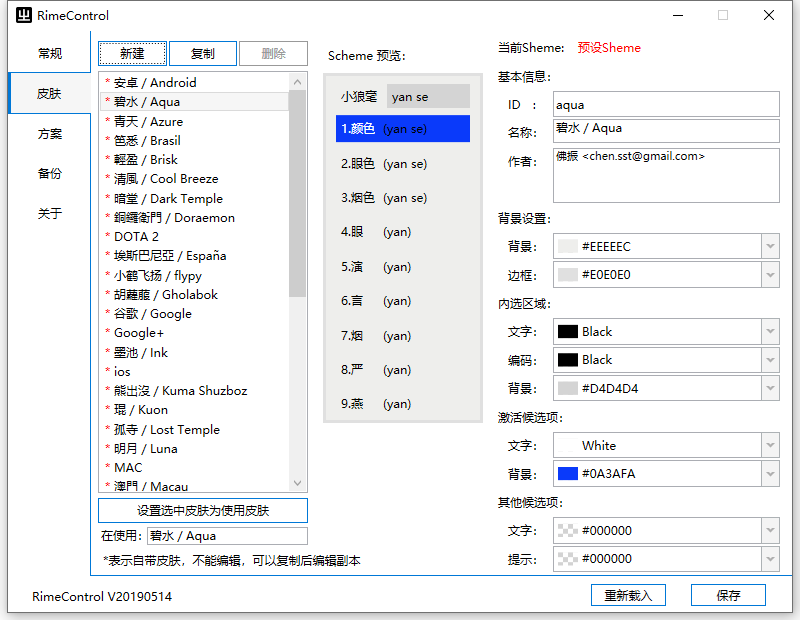 RimeControl
常规
皮肤
方案
备份
关于
新建
复制
删除
* 安卓 / Android
* 碧水 / Aqua
* 青天 / Azure
* 笆悉 / Brasil
* 輕盈 / Brisk
* 清風 / Cool Breeze
* 暗堂 / Dark Temple
* 銅鑼衛門 / Doraemon
* DOTA 2
* 埃斯巴尼亞 / España
* 小鹤飞扬 / flypy
* 胡蘿蔔 / Gholabok
* 谷歌 / Google
* Google+
* 墨池 / Ink
* ios
* 熊出沒 / Kuma Shuzboz
* 琨 / Kuon
* 孤寺 / Lost Temple
* 明月 / Luna
* MAC
* 澳門 / Macau
设置选中皮肤为使用皮肤
在使用: 碧水 / Aqua
*表示自带皮肤，不能编辑，可以复制后编辑副本
Scheme 预览:
小狼毫 yan se
1.颜色 (yan se)
2.眼色 (yan se)
3.烟色 (yan se)
4.眼 (yan)
5.演 (yan)
6.言 (yan)
7.烟 (yan)
8.严 (yan)
9.燕 (yan)
当前Sheme: 预设Sheme
基本信息:
ID : aqua
名称: 碧水 / Aqua
作者: 佛振 <chen.sst@gmail.com>
背景设置:
背景: #EEEEEC
边框: #E0E0E0
内选区域:
文字: Black
编码: Black
背景: #D4D4D4
激活候选项:
文字: White
背景: #0A3AFA
其他候选项:
文字: #000000
提示: #000000
RimeControl V20190514
重新载入
保存